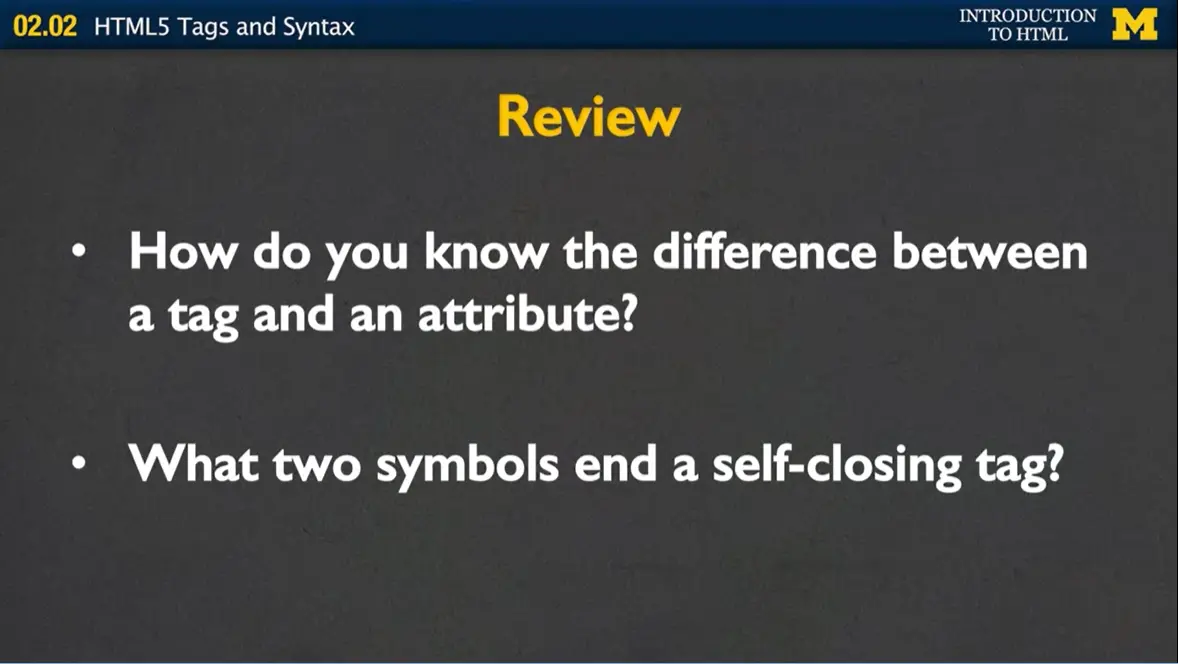 02.02 HTML5 Tags and Syntax
INTRODUCTION
TO HTML
M
Review
• How do you know the difference between
a tag and an attribute?
• What two symbols end a self-closing tag?